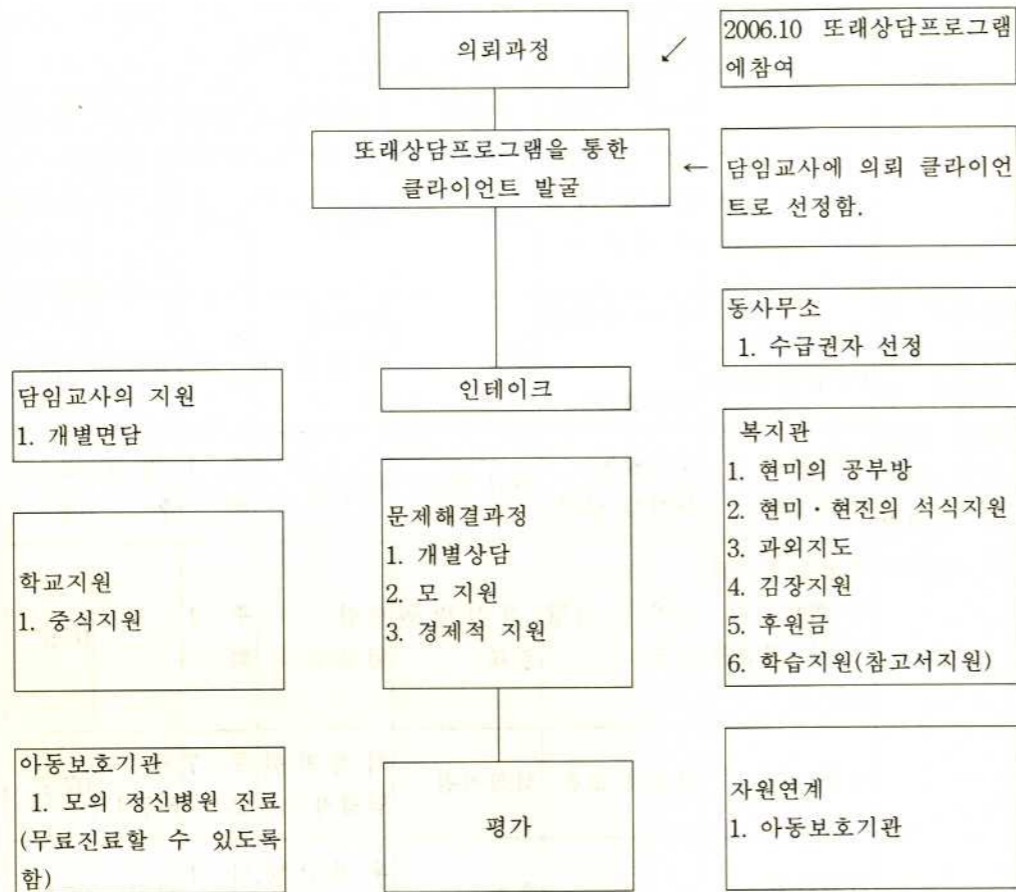 의뢰과정
2006.10 또래상담프로그램
에참여
또래상담프로그램을 통한
클라이언트 발굴
담임교사에 의뢰 클라이언
트로 선정함.
동사무소
1. 수급권자 선정
인테이크
담임교사의 지원
1. 개별면담
복지관
1. 현미의 공부방
2. 현미·현진의 석식지원
3. 과외지도
4. 김장지원
5. 후원금
6. 학습지원(참고서지원)
문제해결과정
1. 개별상담
2. 모 지원
3. 경제적 지원
학교지원
1. 중식지원
아동보호기관
1. 모의 정신병원 진료
(무료진료할 수 있도록
함)
평가
자원연계
1. 아동보호기관